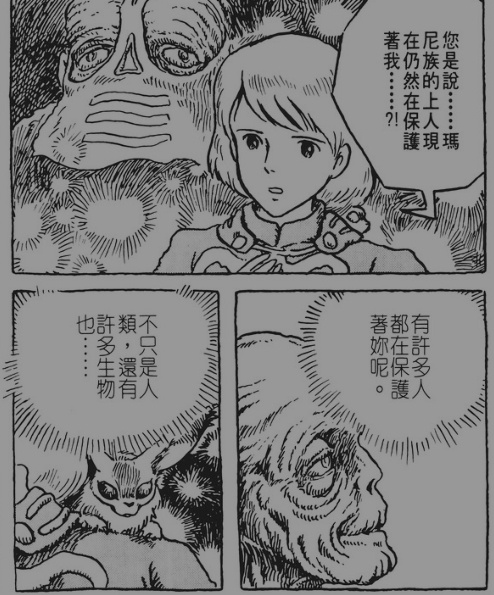 您是說……瑪
尼族的上人現
在仍然在保護
著我……?!
有許多人
都在保護
著妳呢。
不只是人
類，還有
許多生物
也……